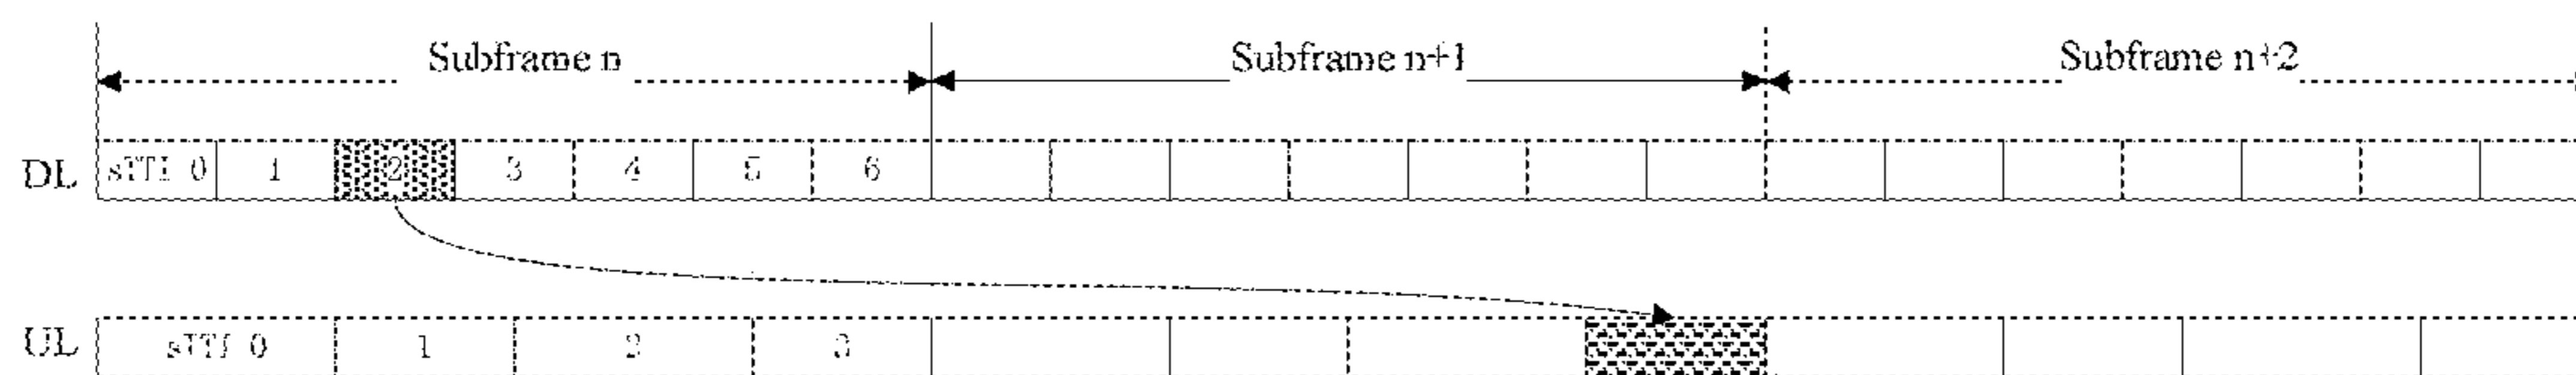 Subframe n Subframe n+1 Subframe n+2
DL sTTI 0 1 2 3 4 5 6
UL sTTI 0 1 2 3